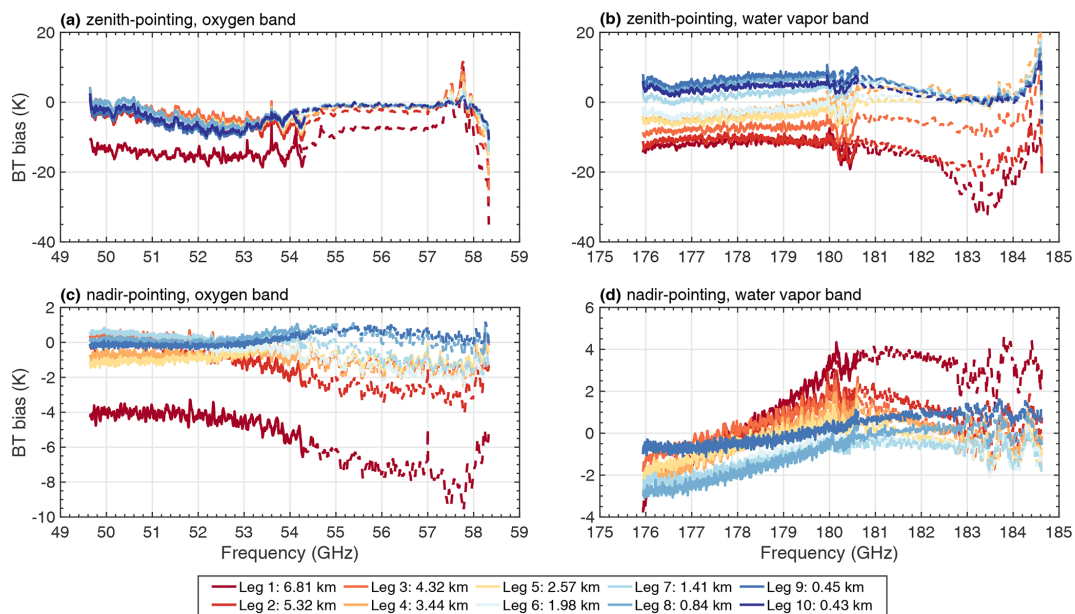 (a) zenith-pointing, oxygen band
(b) zenith-pointing, water vapor band
BT bias (K)
20
0
-20
-40
49 50 51 52 53 54 55 56 57 58 59
20
0
-20
-40
175 176 177 178 179 180 181 182 183 184 185
(c) nadir-pointing, oxygen band
(d) nadir-pointing, water vapor band
BT bias (K)
2
0
-2
-4
-6
-8
-10
49 50 51 52 53 54 55 56 57 58 59
Frequency (GHz)
6
4
2
0
-2
-4
175 176 177 178 179 180 181 182 183 184 185
Frequency (GHz)
Leg 1: 6.81 km Leg 3: 4.32 km Leg 5: 2.57 km Leg 7: 1.41 km Leg 9: 0.45 km
Leg 2: 5.32 km Leg 4: 3.44 km Leg 6: 1.98 km Leg 8: 0.84 km Leg 10: 0.43 km